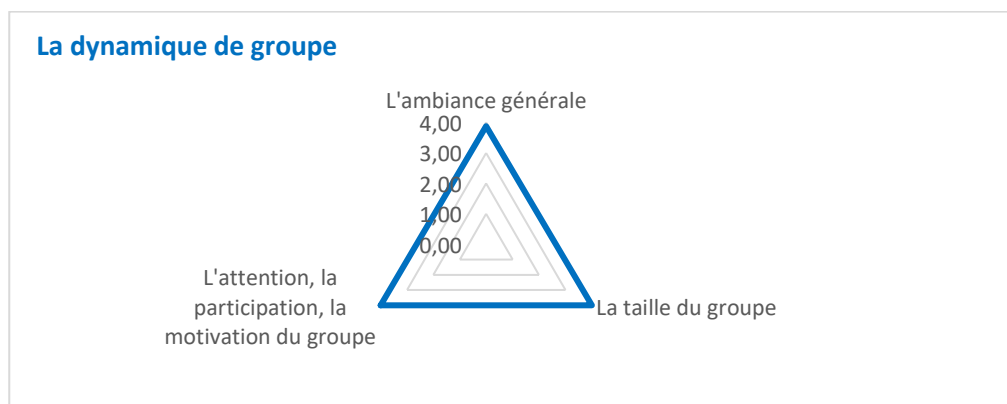 La dynamique de groupe
L'ambiance générale
4,00
3,00
2,00
1,00
0,00
L'attention, la
participation, la
motivation du groupe
La taille du groupe